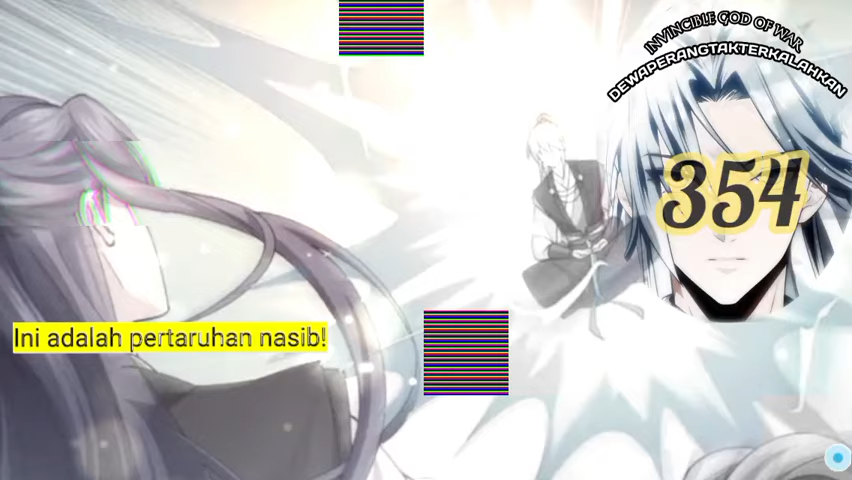 INVINCIBLE GOD OF WAR
DEWAPERANGTAKTERKALAHKAN
354
Ini adalah pertaruhan nasib!